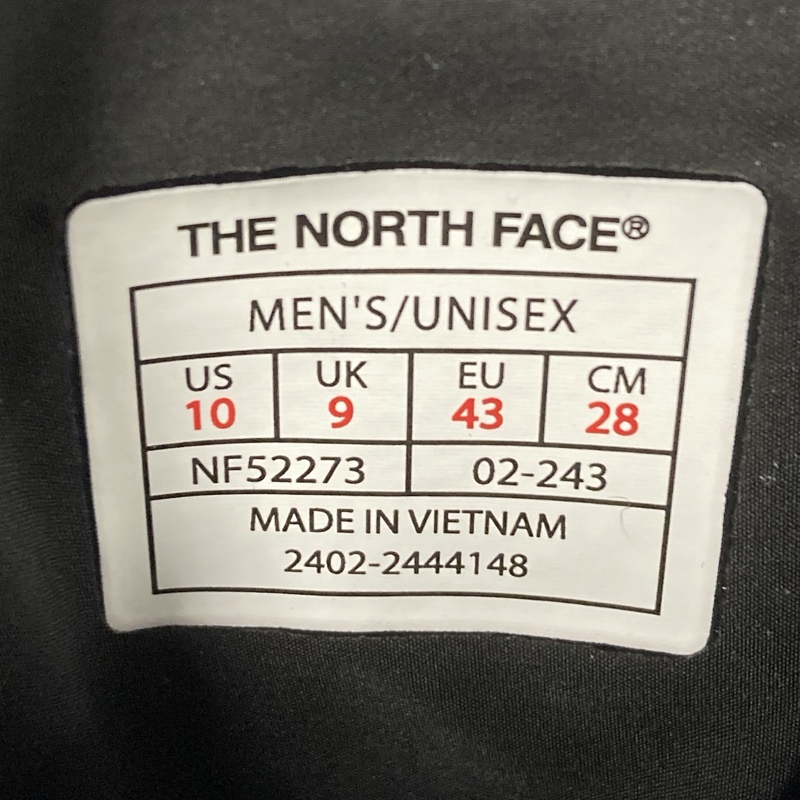 THE NORTH FACE®
MEN'S/UNISEX
US UK EU CM
10 9 43 28
NF52273 02-243
MADE IN VIETNAM
2402-2444148